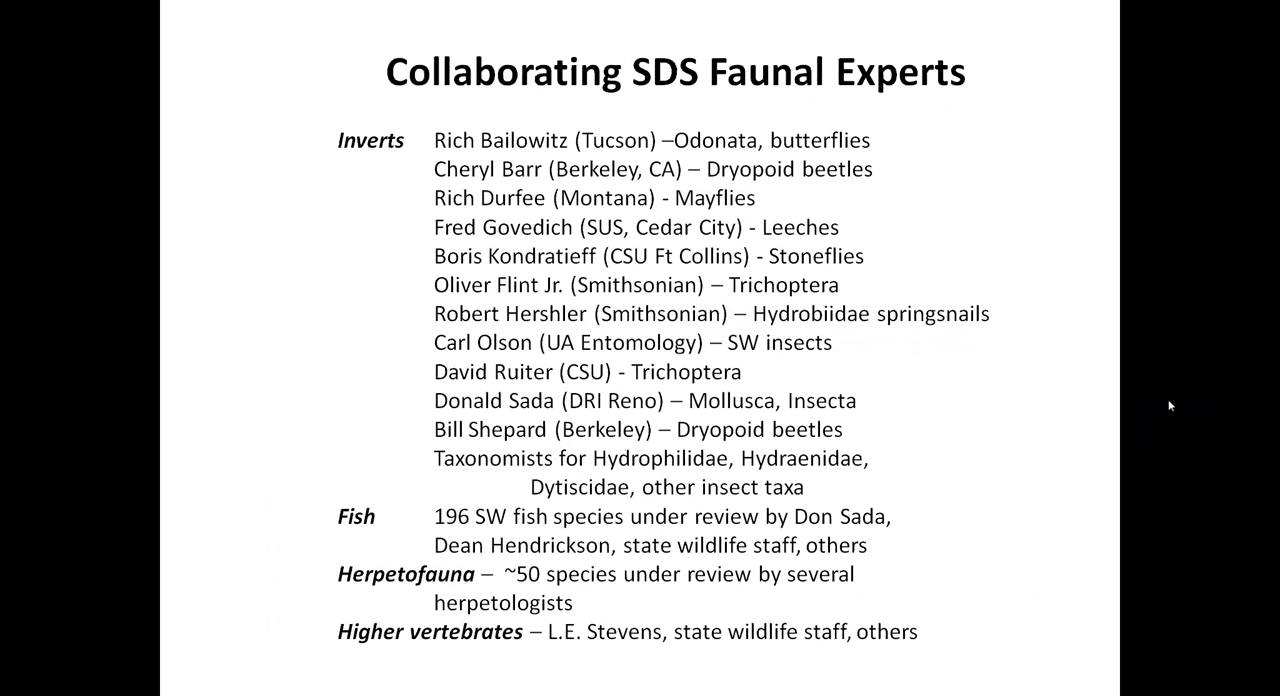 Collaborating SDS Faunal Experts
Inverts Rich Bailowitz (Tucson) –Odonata, butterflies
Cheryl Barr (Berkeley, CA) – Dryopoid beetles
Rich Durfee (Montana) - Mayflies
Fred Govedich (SUS, Cedar City) - Leeches
Boris Kondratieff (CSU Ft Collins) - Stoneflies
Oliver Flint Jr. (Smithsonian) – Trichoptera
Robert Hershler (Smithsonian) – Hydrobiidae springsnails
Carl Olson (UA Entomology) – SW insects
David Ruiter (CSU) - Trichoptera
Donald Sada (DRI Reno) – Mollusca, Insecta
Bill Shepard (Berkeley) – Dryopoid beetles
Taxonomists for Hydrophilidae, Hydraenidae,
Dytiscidae, other insect taxa
Fish 196 SW fish species under review by Don Sada,
Dean Hendrickson, state wildlife staff, others
Herpetofauna – ~50 species under review by several
herpetologists
Higher vertebrates – L.E. Stevens, state wildlife staff, others